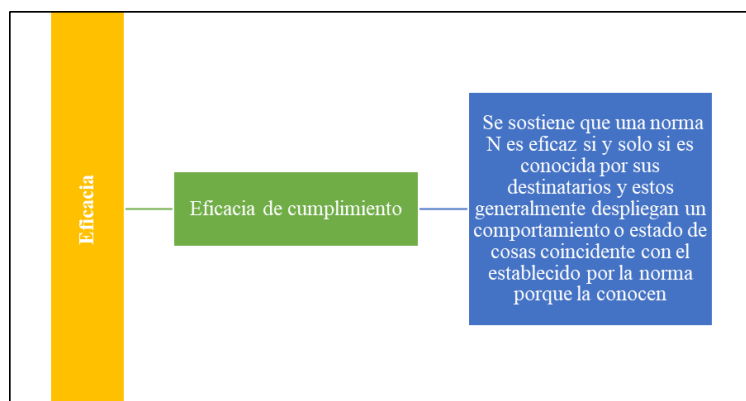 Eficacia
Eficacia de cumplimiento
Se sostiene que una norma
N es eficaz si y solo si es
conocida por sus
destinatarios y estos
generalmente despliegan un
comportamiento o estado de
cosas coincidente con el
establecido por la norma
porque la conocen